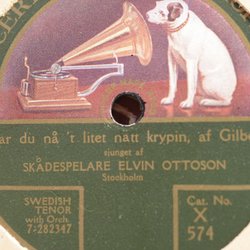 ar du nå 't litet nätt krypin, af Gilbe
sjunget af
SKÅDESPELARE ELVIN OTTOSON
Stockholm
SWEDISH
TENOR
with Orch.
7-282347
Cat. No.
X
574